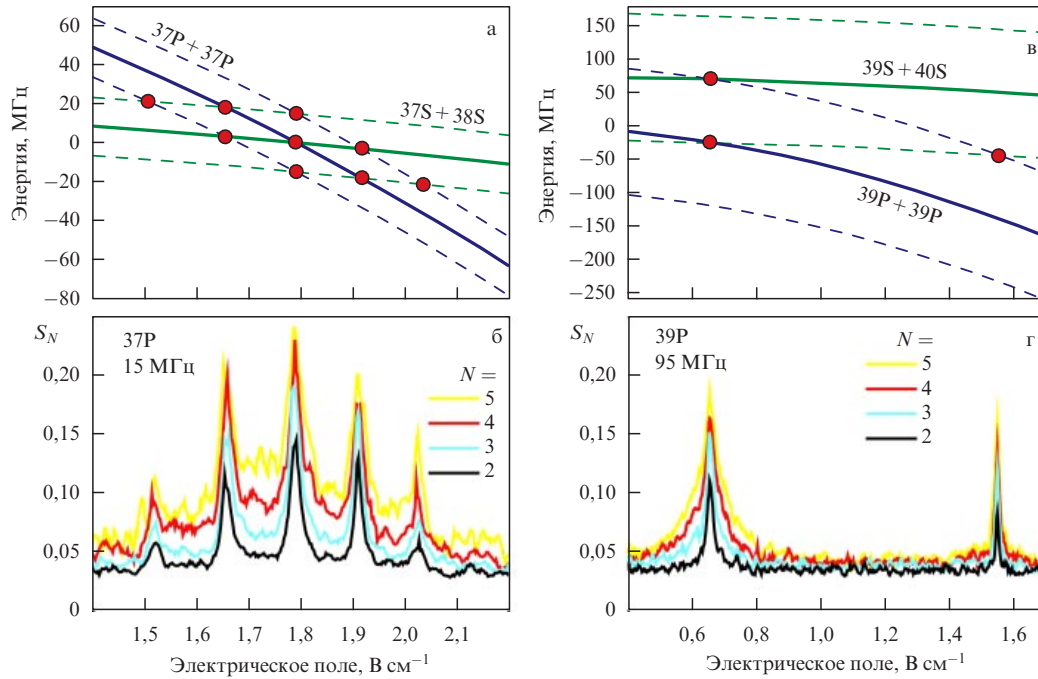 а
37P + 37P
37S + 38S
Энергия, МГц
60
40
20
0
−20
−40
−60
−80
в
39S + 40S
39P + 39P
Энергия, МГц
150
100
50
0
−50
−100
−150
−200
−250
б
S_N
37P
15 МГц
N =
5
4
3
2
0,20
0,15
0,10
0,05
0
1,5 1,6 1,7 1,8 1,9 2,0 2,1
Электрическое поле, В см⁻¹
г
S_N
39P
95 МГц
N =
5
4
3
2
0,20
0,15
0,10
0,05
0
0,6 0,8 1,0 1,2 1,4 1,6
Электрическое поле, В см⁻¹